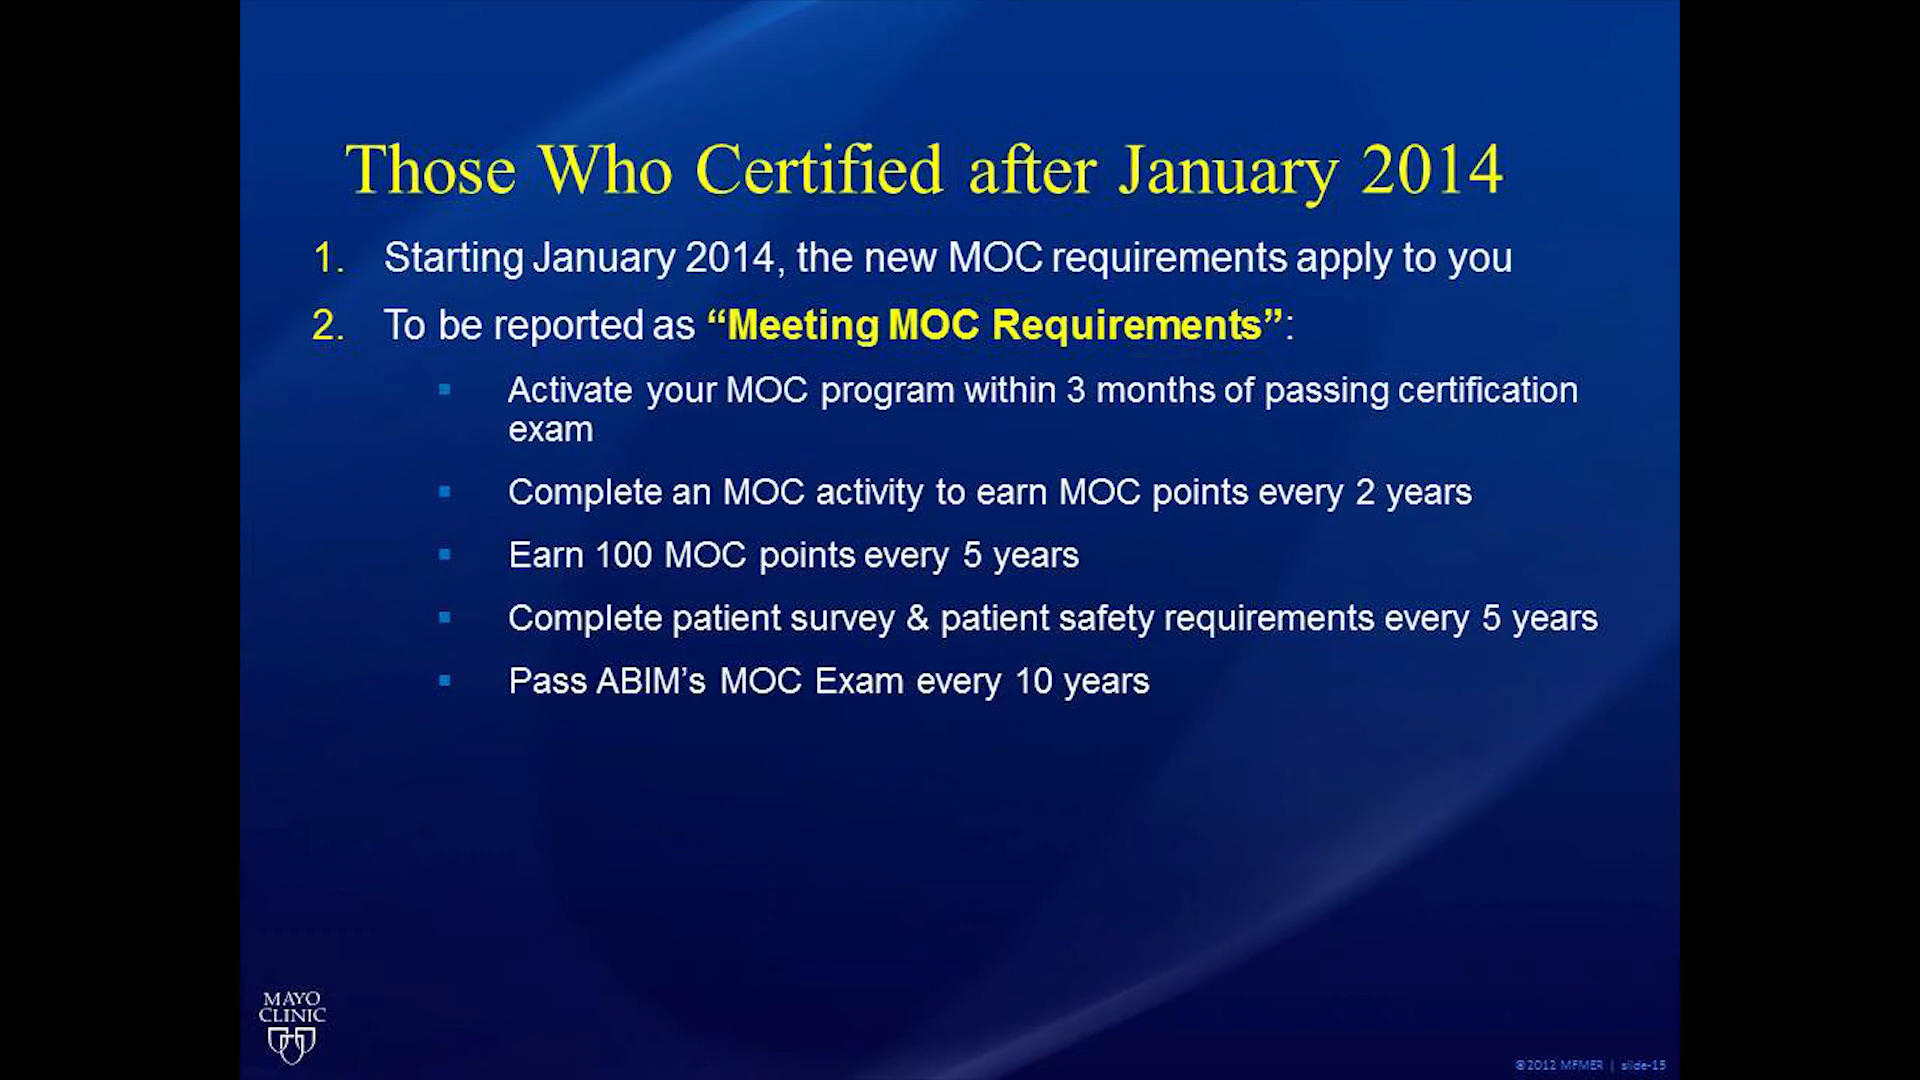 Those Who Certified after January 2014
1. Starting January 2014, the new MOC requirements apply to you
2. To be reported as “Meeting MOC Requirements”:
▪ Activate your MOC program within 3 months of passing certification
exam
▪ Complete an MOC activity to earn MOC points every 2 years
▪ Earn 100 MOC points every 5 years
▪ Complete patient survey & patient safety requirements every 5 years
▪ Pass ABIM’s MOC Exam every 10 years
MAYO
CLINIC
©2012 MFMER | slide-15